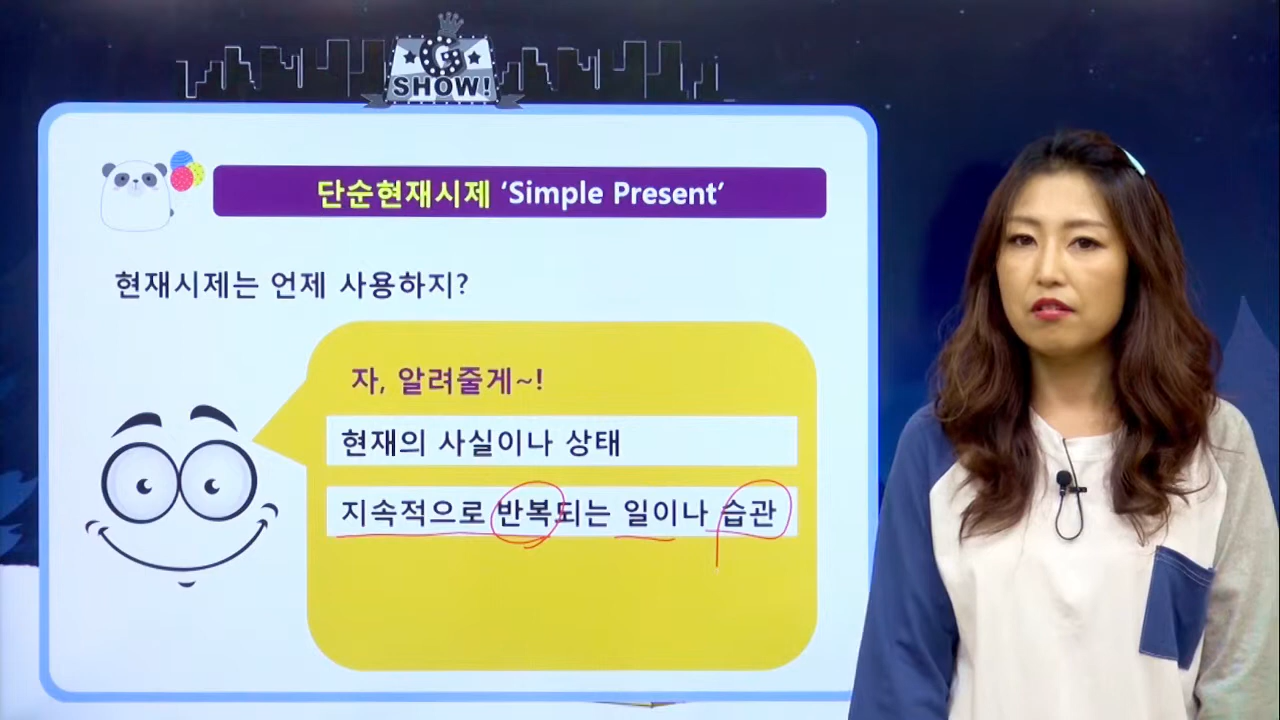 G
SHOW!
단순현재시제 ‘Simple Present’
현재시제는 언제 사용하지?
자, 알려줄게~!
현재의 사실이나 상태
지속적으로 반복되는 일이나 습관